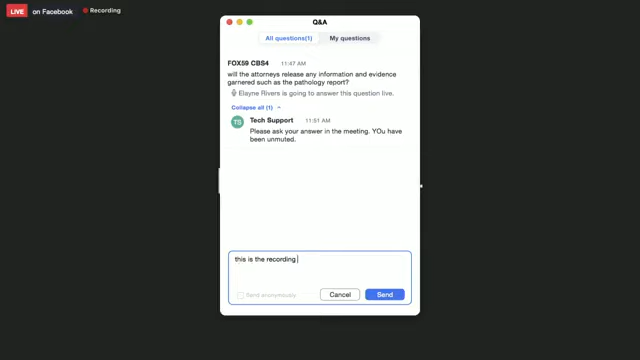 LIVE on Facebook Recording
Q&A
All questions(1) My questions
FOX59 CBS4 11:47 AM
will the attorneys release any information and evidence
garnered such as the pathology report?
Elayne Rivers is going to answer this question live.
Collapse all (1)
TS Tech Support 11:51 AM
Please ask your answer in the meeting. YOu have
been unmuted.
this is the recording
Send anonymously Cancel Send